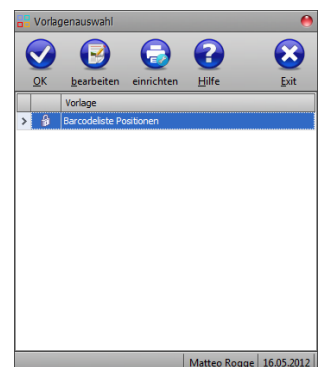 Vorlagenauswahl
OK bearbeiten einrichten Hilfe Exit
Vorlage
Barcodeliste Positionen
Matteo Rogge 16.05.2012